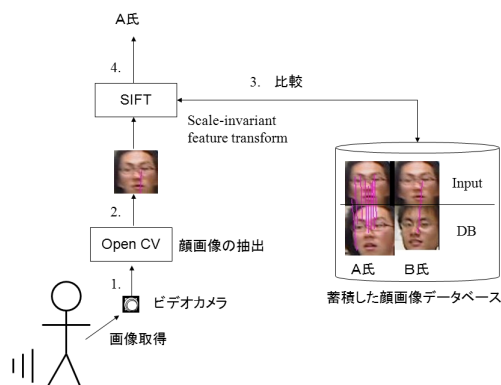 A氏
4.
SIFT
3. 比較
Scale-invariant
feature transform
Input
DB
A氏 B氏
蓄積した顔画像データベース
2.
Open CV
顔画像の抽出
1.
ビデオカメラ
画像取得